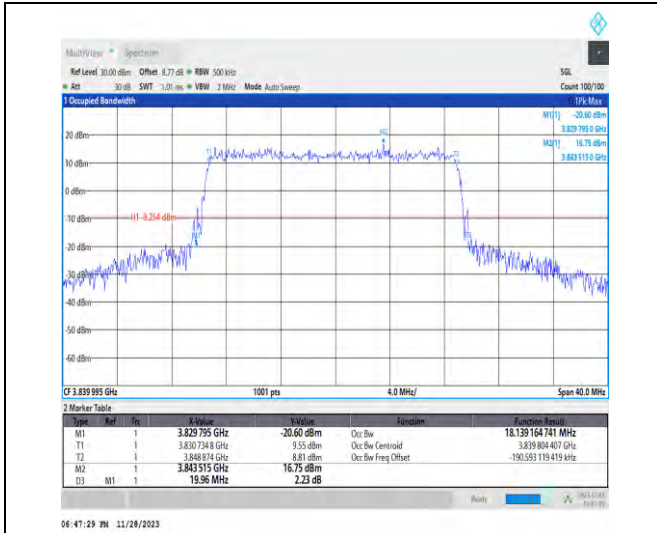 MultiView Spectrum
Ref Level 30.00 dBm Offset 8.77 dB RBW 500 kHz SGL
Att 30 dB SWT 1.01 ms VBW 2 MHz Mode Auto Sweep Count 100/100
1 Occupied Bandwidth 1Pk Max
M1[1] -20.60 dBm
3.829 795 0 GHz
M2[1] 16.75 dBm
3.843 515 0 GHz
M2
T1
T2
20 dBm
10 dBm
0 dBm
-10 dBm
H1 -9.254 dBm
-20 dBm
-30 dBm
-40 dBm
-50 dBm
-60 dBm
CF 3.839 995 GHz 1001 pts 4.0 MHz/ Span 40.0 MHz
2 Marker Table
Type Ref Trc X-Value Y-Value Function Function Result
M1 1 3.829 795 GHz -20.60 dBm Occ Bw 18.139 164 741 MHz
T1 1 3.830 734 8 GHz 9.55 dBm Occ Bw Centroid 3.839 804 407 GHz
T2 1 3.848 874 GHz 8.81 dBm Occ Bw Freq Offset -190.593 119 419 kHz
M2 1 3.843 515 GHz 16.75 dBm
D3 M1 1 19.96 MHz 2.23 dB
Ready
06:47:29 PM 11/28/2023